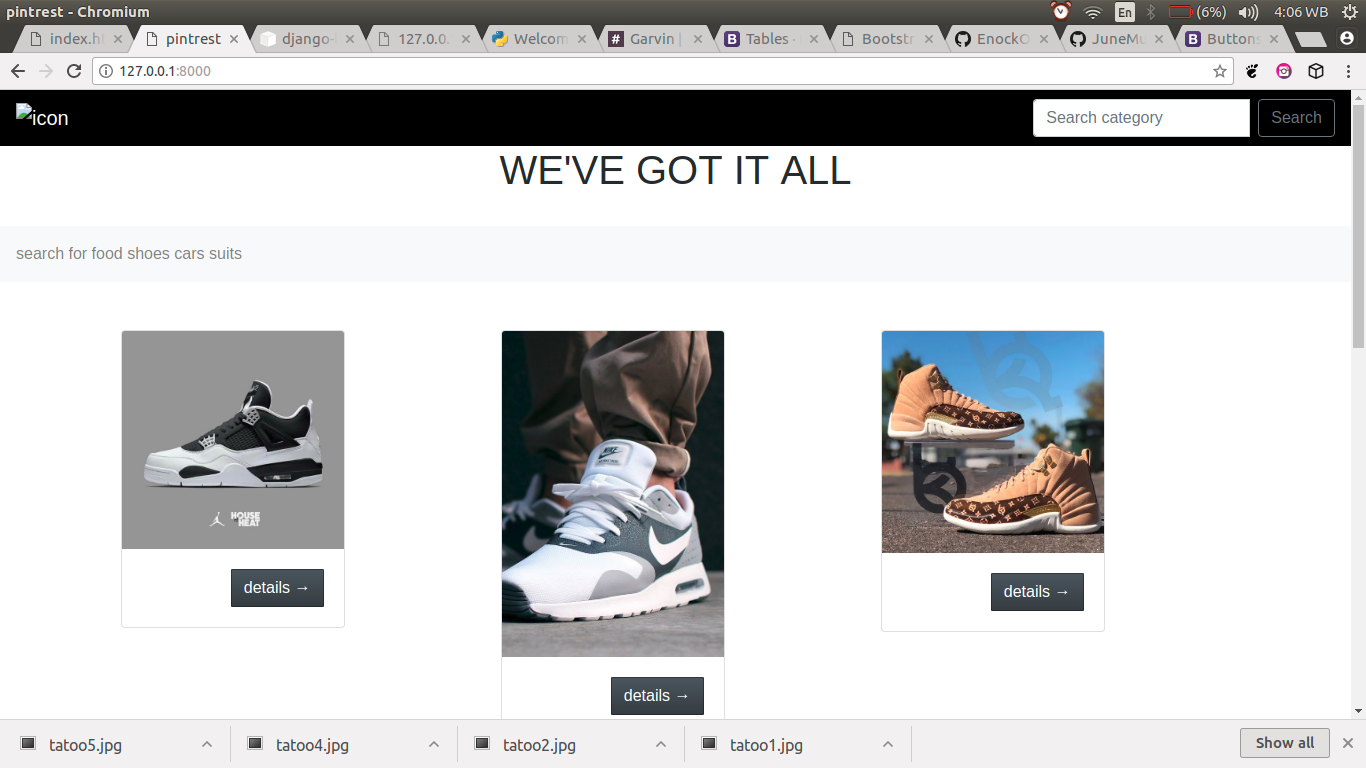 pintrest - Chromium
En
(6%)
4:06 WB
index.h
pintrest
django-
127.0.0.
Welcom
Garvin |
Tables -
Bootstr
EnockO
JuneMu
Buttons
127.0.0.1:8000
icon
Search category
Search
WE'VE GOT IT ALL
search for food shoes cars suits
HOUSE
HEAT
NIKE
details →
details →
details →
tatoo5.jpg
tatoo4.jpg
tatoo2.jpg
tatoo1.jpg
Show all